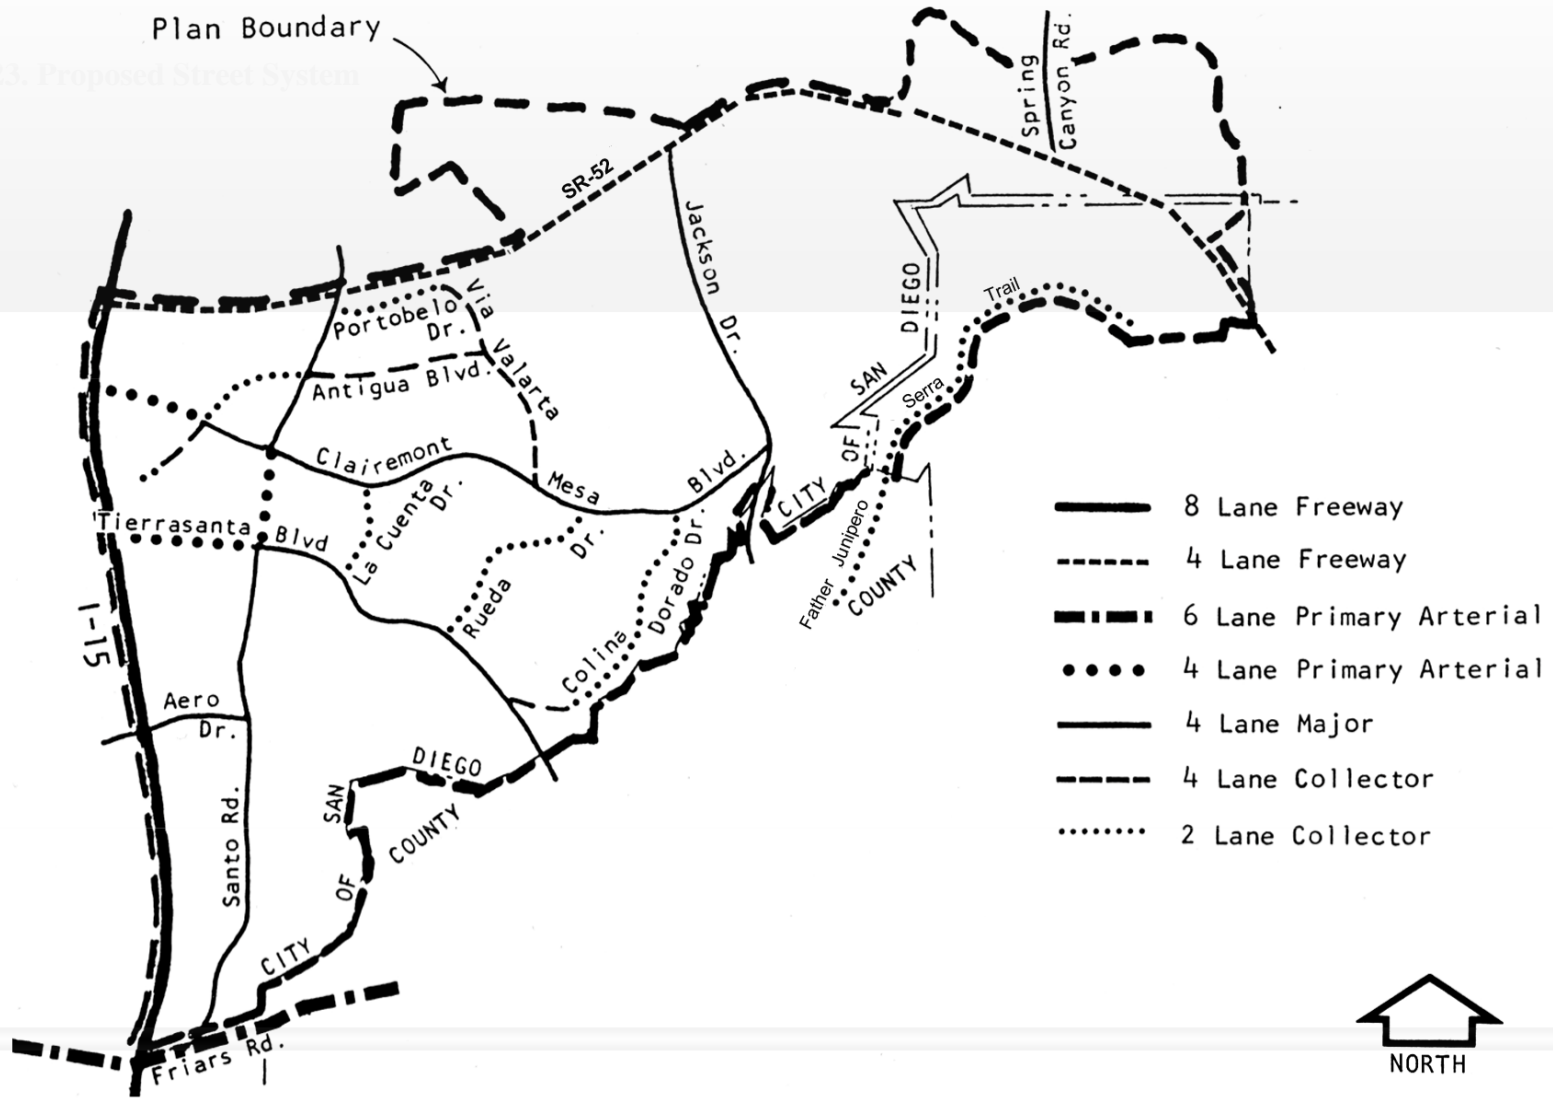 Plan Boundary
23. Proposed Street System
Spring
Canyon Rd.
SR-52
Jackson Dr.
DIEGO
SAN
OF
CITY
COUNTY
Trail
Serra
Father Junipero
Via
Valarta
Portobelo
Dr.
Antigua Blvd.
Clairemont
Mesa
Blvd.
La Cuenta
Dr.
Tierrasanta
Blvd
Rueda
Dr.
Colina
Dorado Dr.
I-15
Aero
Dr.
Santo Rd.
DIEGO
SAN
OF
CITY
COUNTY
Friars Rd.
8 Lane Freeway
4 Lane Freeway
6 Lane Primary Arterial
4 Lane Primary Arterial
4 Lane Major
4 Lane Collector
2 Lane Collector
NORTH